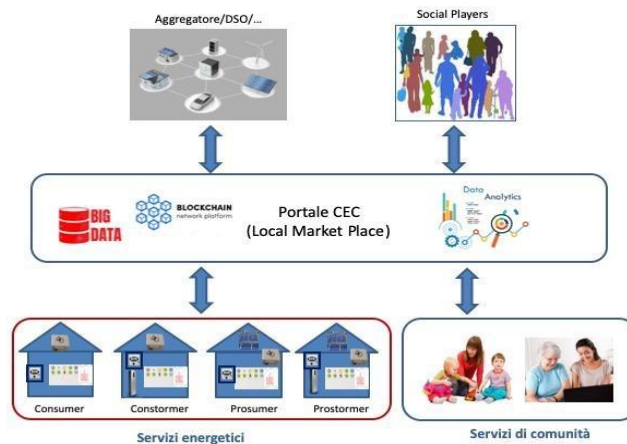 Aggregatore/DSO/...
Social Players
BIG
DATA
BLOCKCHAIN
network platform
Portale CEC
(Local Market Place)
Data
Analytics
Consumer
Constormer
Prosumer
Prostormer
Servizi energetici
Servizi di comunità